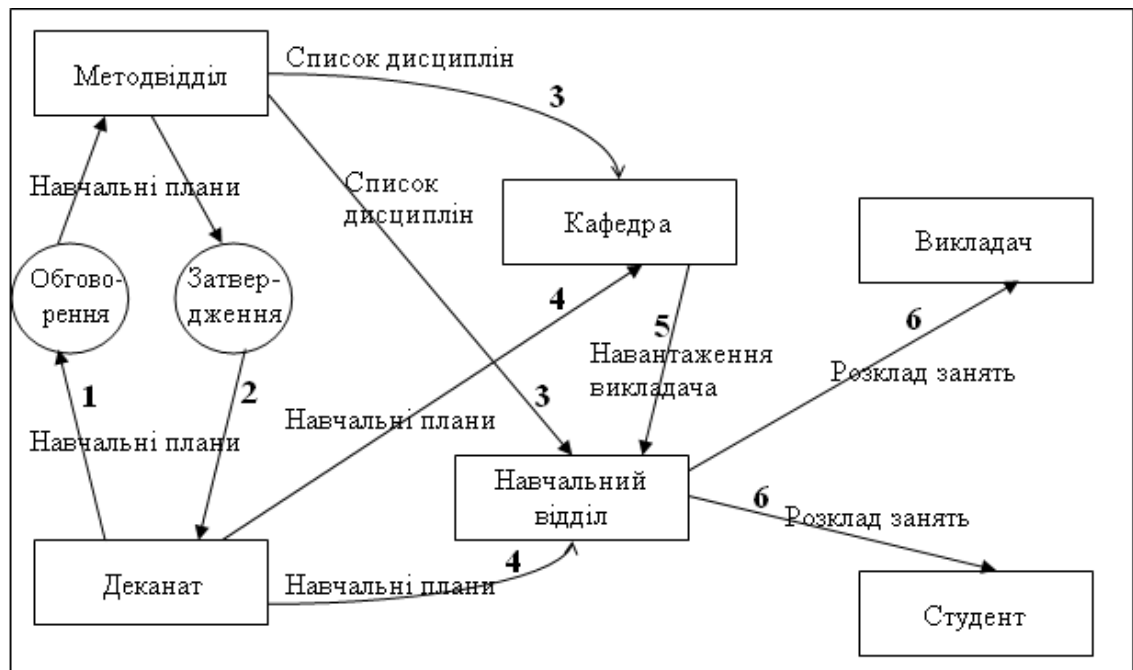 Методвідділ
Список дисциплін
3
Навчальні плани
Список
дисциплін
Кафедра
Викладач
Обгово-
рення
Затвер-
дження
4
5
6
Навантаження
викладача
Розклад занять
1
2
3
Навчальні плани
Навчальні плани
Навчальний
відділ
6
Розклад занять
Деканат
4
Навчальні плани
Студент